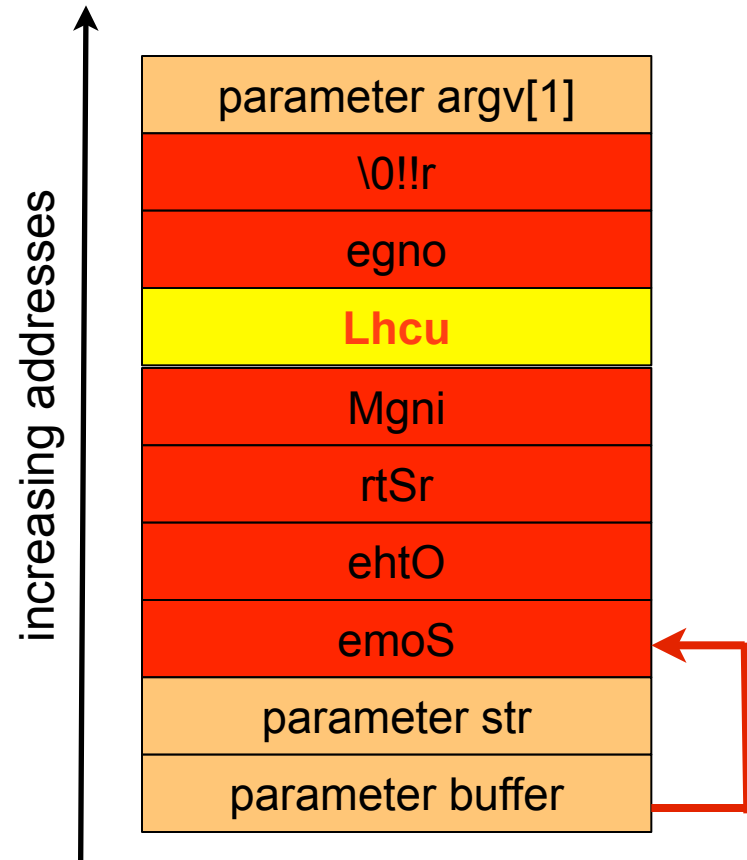 increasing addresses
parameter argv[1]
\0!!r
egno
Lhcu
Mgni
rtSr
ehtO
emoS
parameter str
parameter buffer